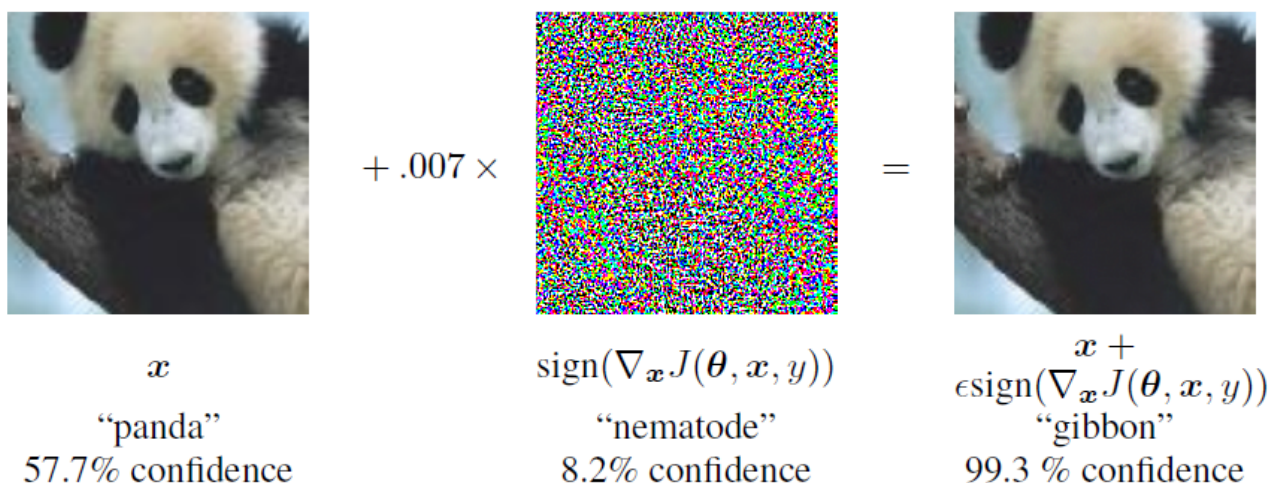 + .007 ×
=
x
"panda"
57.7% confidence
sign(∇ₓJ(θ, x, y))
"nematode"
8.2% confidence
x +
ϵsign(∇ₓJ(θ, x, y))
"gibbon"
99.3 % confidence